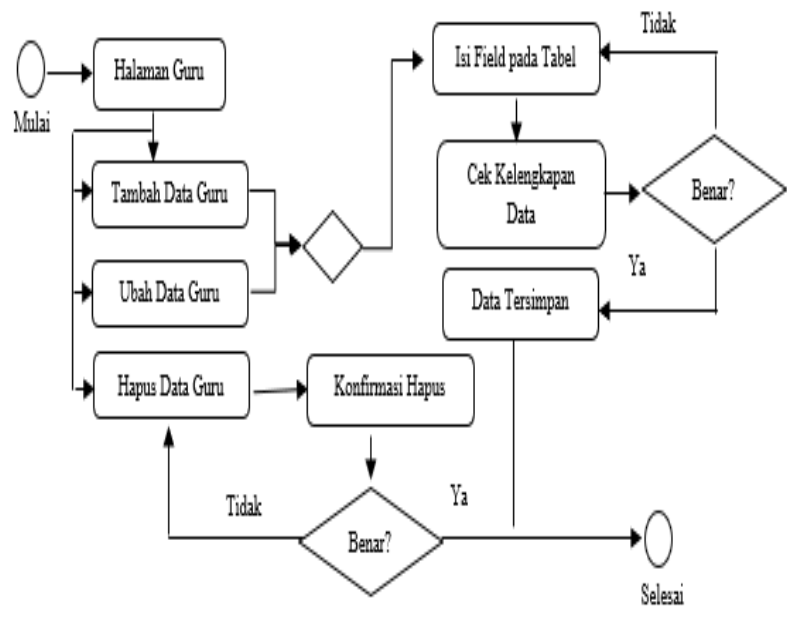 Mulai
Halaman Guru
Tambah Data Guru
Ubah Data Guru
Hapus Data Guru
Konfirmasi Hapus
Benar?
Tidak
Ya
Isi Field pada Tabel
Cek Kelengkapan
Data
Benar?
Tidak
Ya
Data Tersimpan
Selesai